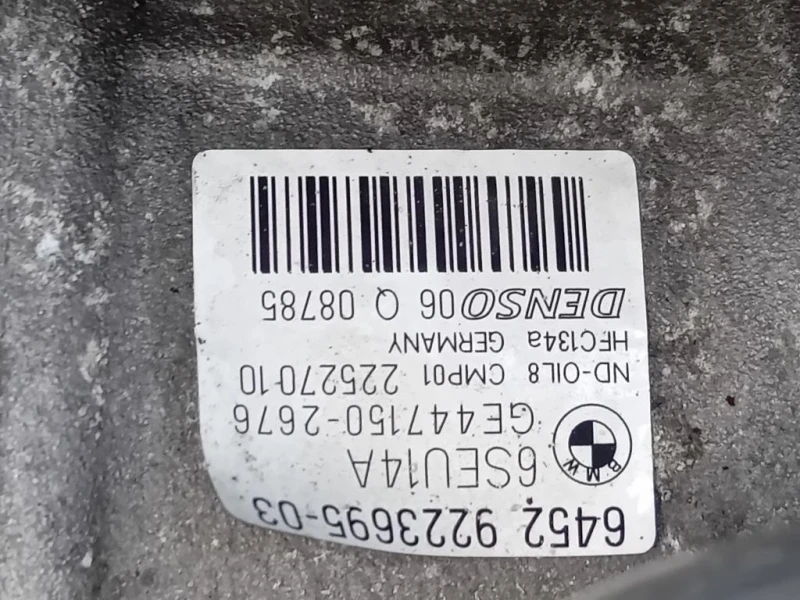 6452 9223695-03
6SEU14A
BMW
GE447150-2676
ND-OIL8 CMP01 22527010
HFC134a GERMANY
DENSO 06 Q 08785